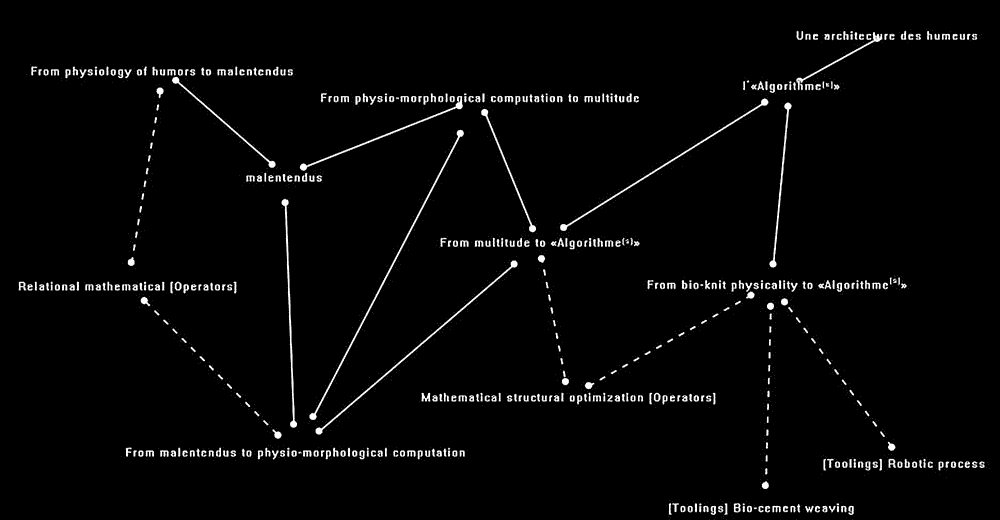 Une architecture des humeurs
From physiology of humors to malentendus
l'«Algorithme(s)»
From physio-morphological computation to multitude
malentendus
From multitude to «Algorithme(s)»
Relational mathematical [Operators]
From bio-knit physicality to «Algorithme(s)»
Mathematical structural optimization [Operators]
From malentendus to physio-morphological computation
[Toolings] Robotic process
[Toolings] Bio-cement weaving